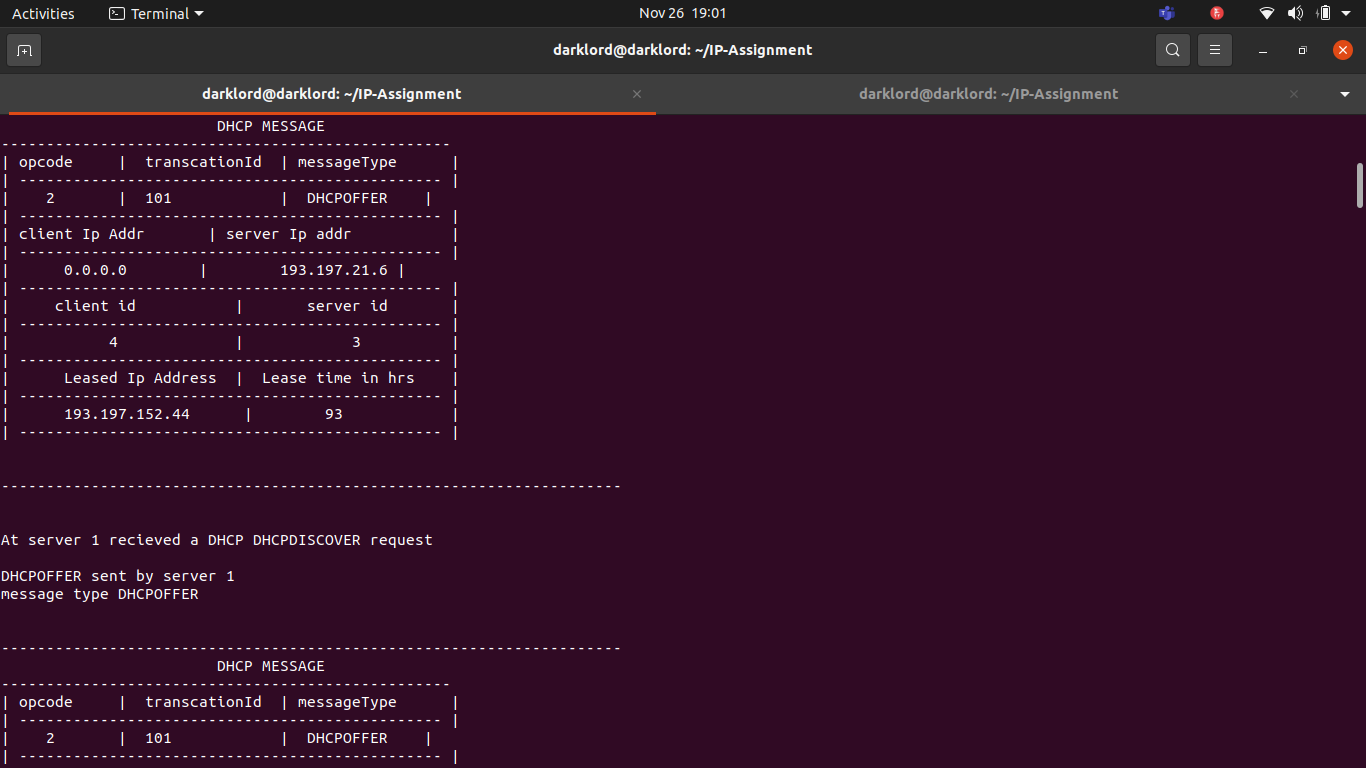 Activities Terminal Nov 26 19:01
darklord@darklord: ~/IP-Assignment
darklord@darklord: ~/IP-Assignment × darklord@darklord: ~/IP-Assignment ×
DHCP MESSAGE
--------------------------------------------------
| opcode | transcationId | messageType |
| ----------------------------------------------- |
| 2 | 101 | DHCPOFFER |
| ----------------------------------------------- |
| client Ip Addr | server Ip addr |
| ----------------------------------------------- |
| 0.0.0.0 | 193.197.21.6 |
| ----------------------------------------------- |
| client id | server id |
| ----------------------------------------------- |
| 4 | 3 |
| ----------------------------------------------- |
| Leased Ip Address | Lease time in hrs |
| ----------------------------------------------- |
| 193.197.152.44 | 93 |
| ----------------------------------------------- |
---------------------------------------------------------------------
At server 1 recieved a DHCP DHCPDISCOVER request
DHCPOFFER sent by server 1
message type DHCPOFFER
---------------------------------------------------------------------
DHCP MESSAGE
--------------------------------------------------
| opcode | transcationId | messageType |
| ----------------------------------------------- |
| 2 | 101 | DHCPOFFER |
| ----------------------------------------------- |